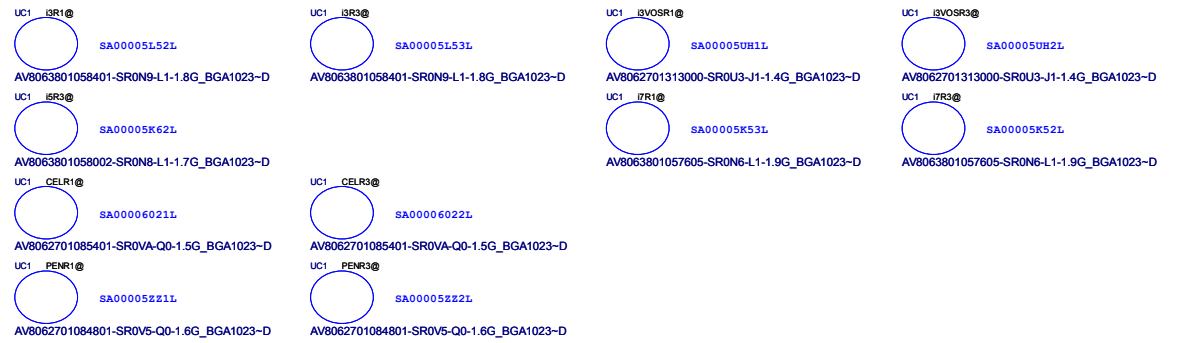 UC1 i3R1@ UC1 i3R3@ UC1 i3VOSR1@ UC1 i3VOSR3@
SA00005L52L SA00005L53L SA00005UH1L SA00005UH2L
AV8063801058401-SR0N9-L1-1.8G_BGA1023~D AV8063801058401-SR0N9-L1-1.8G_BGA1023~D AV8062701313000-SR0U3-J1-1.4G_BGA1023~D AV8062701313000-SR0U3-J1-1.4G_BGA1023~D
UC1 i5R3@ UC1 i7R1@ UC1 i7R3@
SA00005K62L SA00005K53L SA00005K52L
AV8063801058002-SR0N8-L1-1.7G_BGA1023~D AV8063801057605-SR0N6-L1-1.9G_BGA1023~D AV8063801057605-SR0N6-L1-1.9G_BGA1023~D
UC1 CELR1@ UC1 CELR3@
SA00006021L SA00006022L
AV8062701085401-SR0VA-Q0-1.5G_BGA1023~D AV8062701085401-SR0VA-Q0-1.5G_BGA1023~D
UC1 PENR1@ UC1 PENR3@
SA00005ZZ1L SA00005ZZ2L
AV8062701084801-SR0V5-Q0-1.6G_BGA1023~D AV8062701084801-SR0V5-Q0-1.6G_BGA1023~D